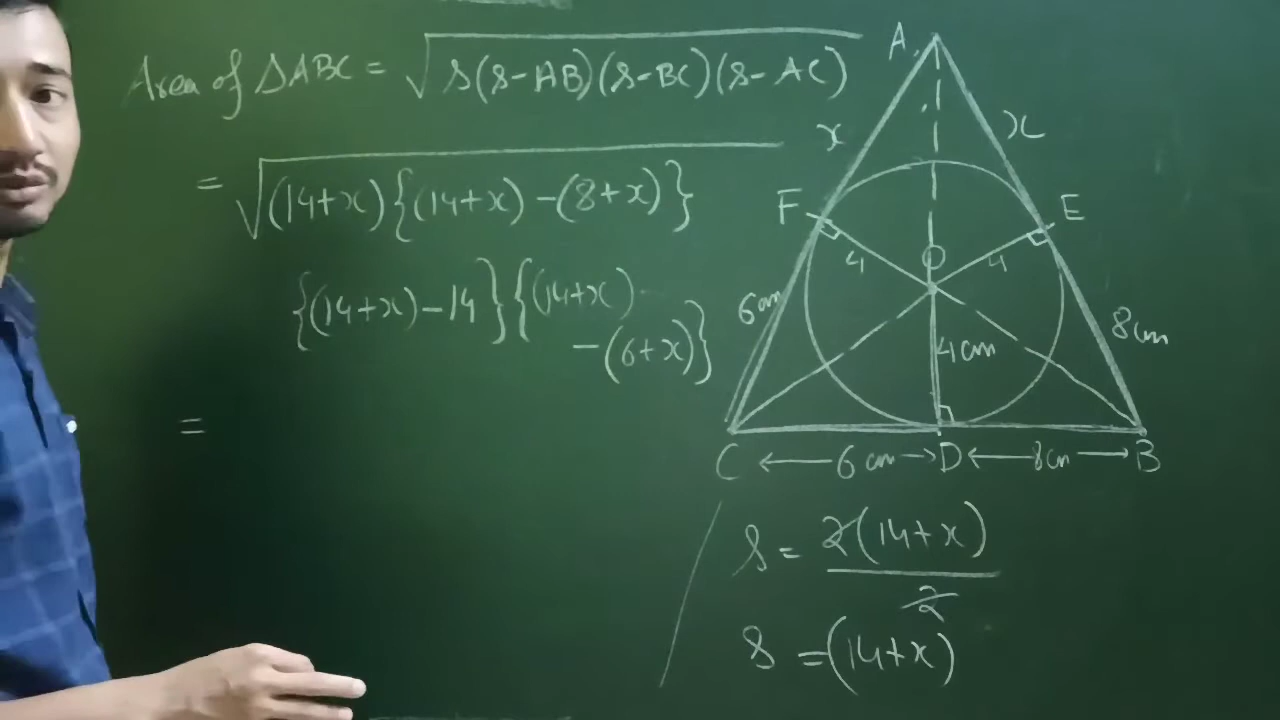 Area of ΔABC = √s(s-AB)(s-BC)(s-AC)
= √(14+x){(14+x)-(8+x)}
{(14+x)-14}{(14+x)
-(6+x)}
=
A
x
x
F
E
O
4
4
6cm
8cm
4cm
C
6 cm
D
8cm
B
s = 2(14+x)
2
s =(14+x)